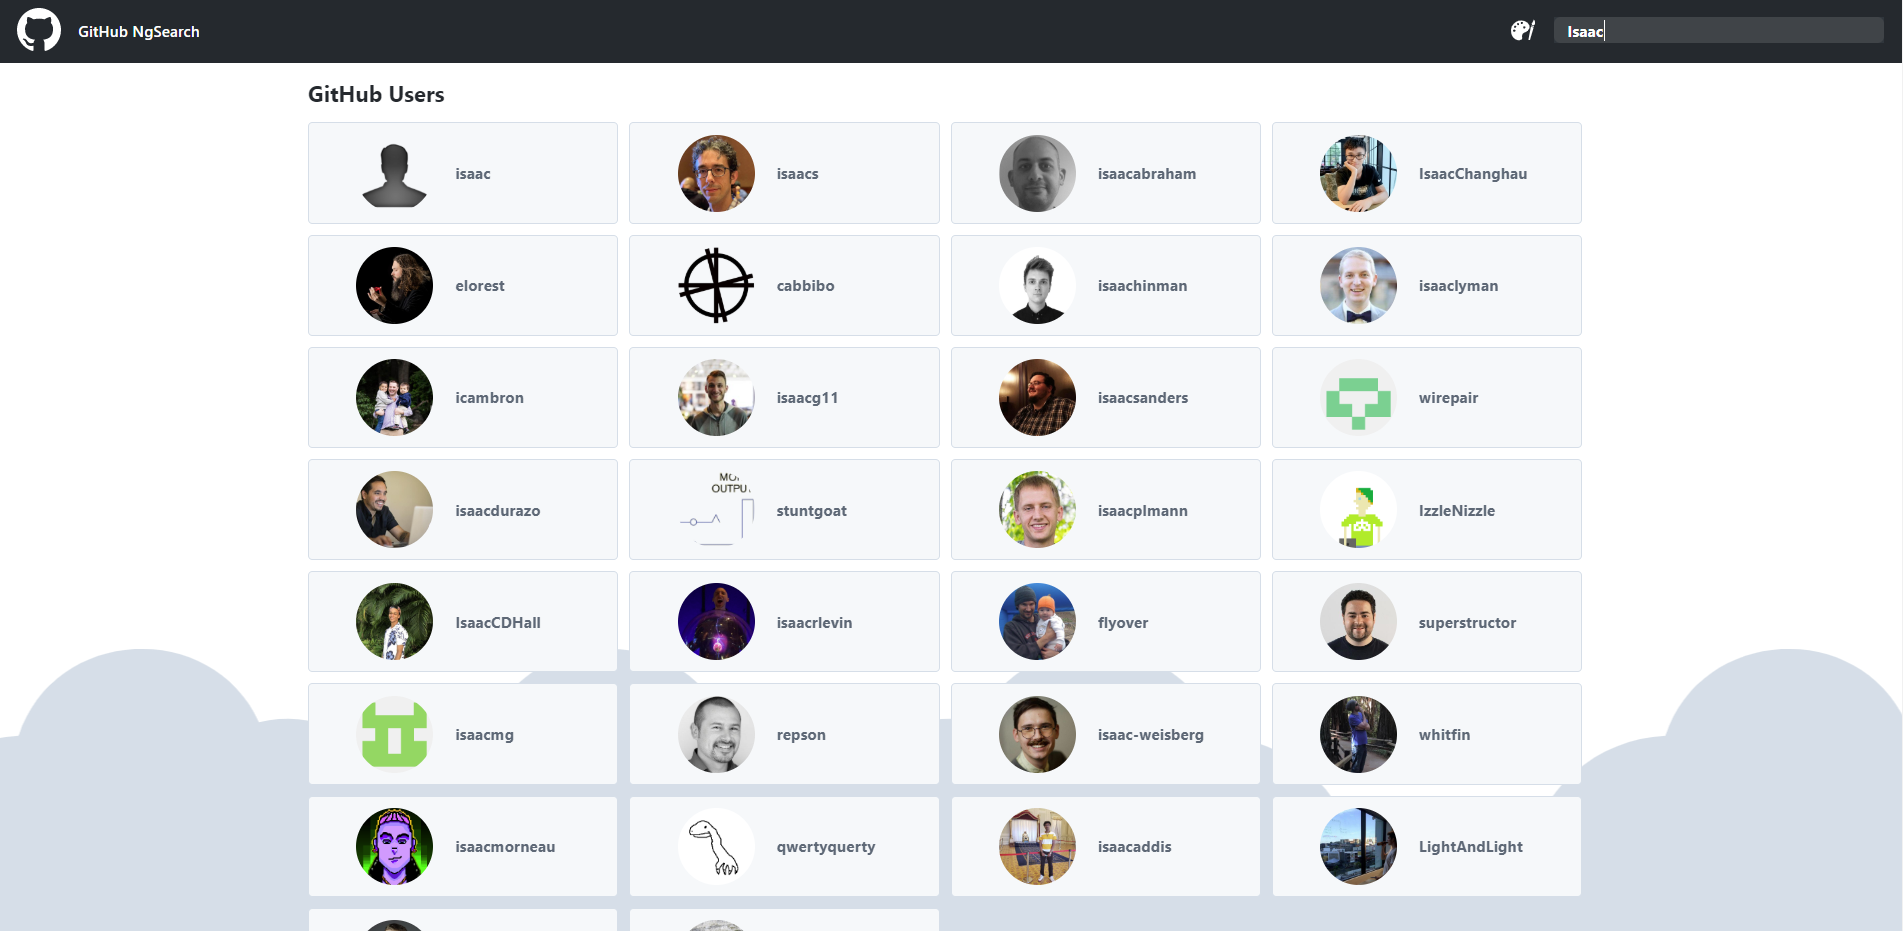 GitHub NgSearch
Isaac
GitHub Users
isaac
isaacs
isaacabraham
IsaacChanghau
elorest
cabbibo
isaachinman
isaaclyman
icambron
isaacg11
isaacsanders
wirepair
isaacdurazo
OUTPU
stuntgoat
isaacplmann
IzzleNizzle
IsaacCDHall
isaacrlevin
flyover
superstructor
isaacmg
repson
isaac-weisberg
whitfin
isaacmorneau
qwertyquerty
isaacaddis
LightAndLight